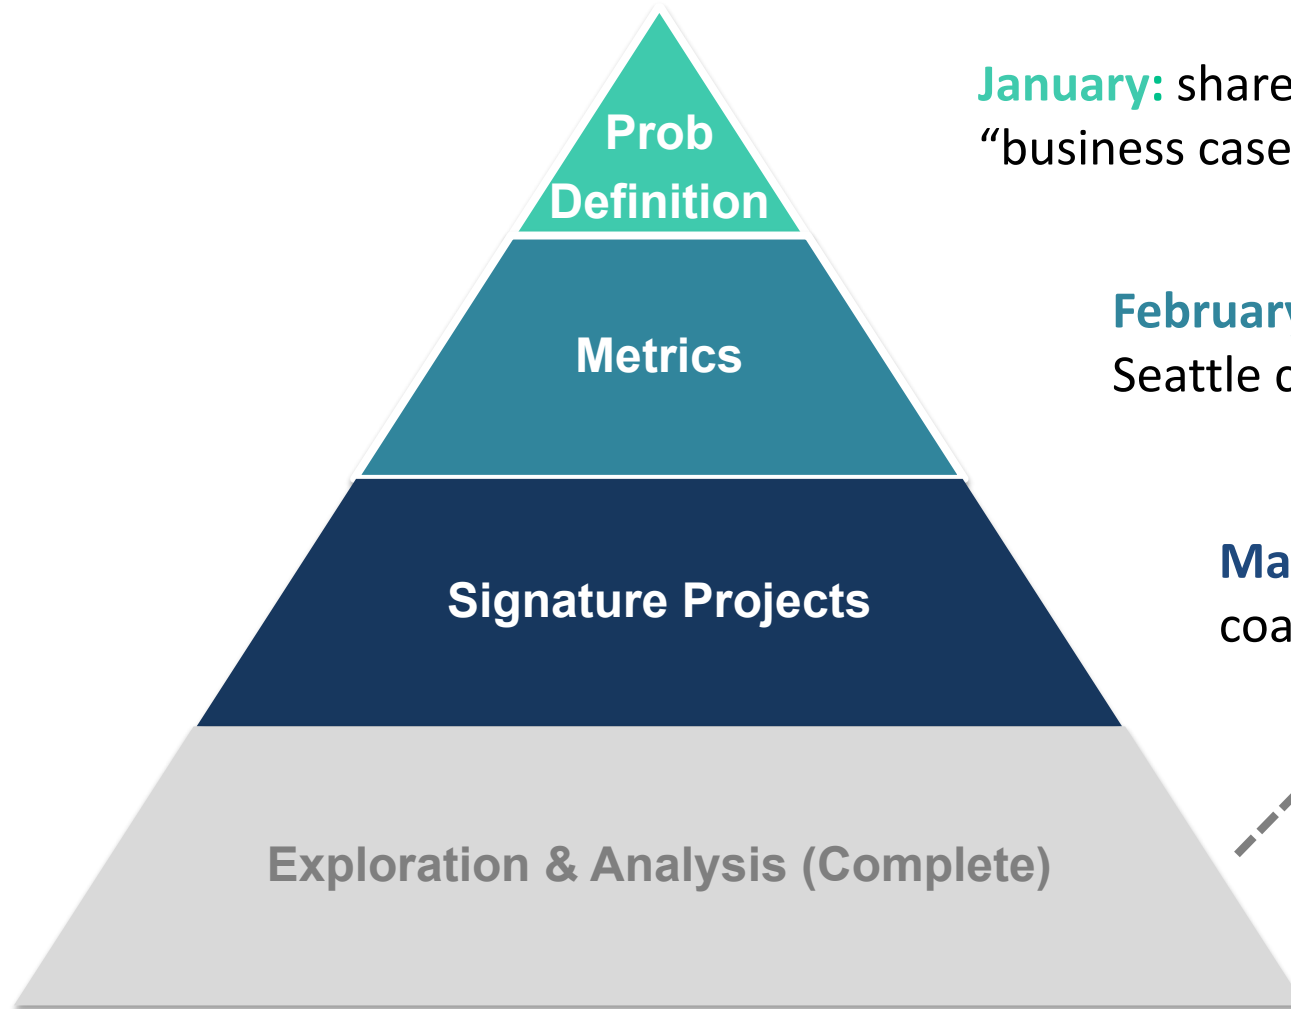 Prob
Definition
January: share
“business case
Metrics
Seattle
Signature Projects
Exploration & Analysis (Complete)